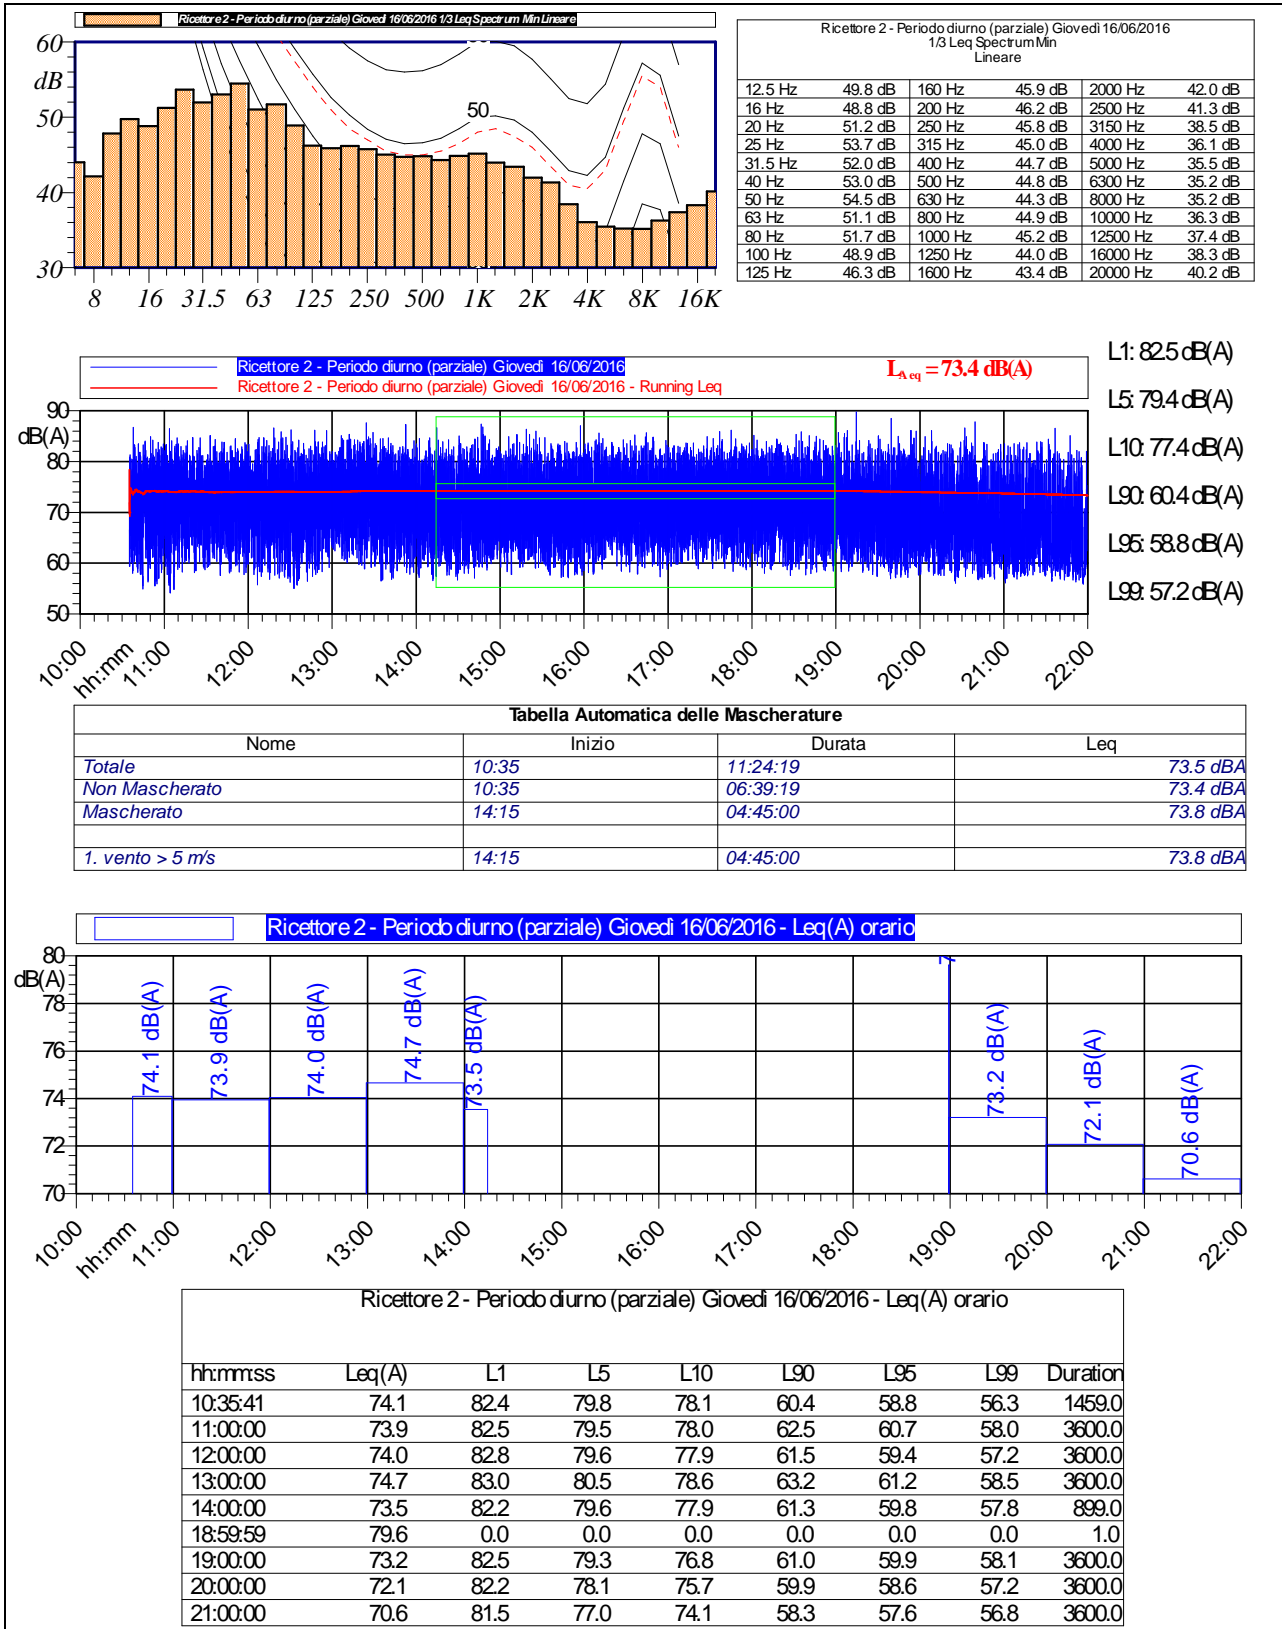 Ricettore 2 - Periodo diurno (parziale) Giovedì 16/06/2016 1/3 Leq Spectrum Min Lineare
60
dB
50
40
30
50
8 16 31.5 63 125 250 500 1K 2K 4K 8K 16K
Ricettore 2 - Periodo diurno (parziale) Giovedì 16/06/2016
1/3 Leq Spectrum Min
Lineare
12.5 Hz 49.8 dB 160 Hz 45.9 dB 2000 Hz 42.0 dB
16 Hz 48.8 dB 200 Hz 46.2 dB 2500 Hz 41.3 dB
20 Hz 51.2 dB 250 Hz 45.8 dB 3150 Hz 38.5 dB
25 Hz 53.7 dB 315 Hz 45.0 dB 4000 Hz 36.1 dB
31.5 Hz 52.0 dB 400 Hz 44.7 dB 5000 Hz 35.5 dB
40 Hz 53.0 dB 500 Hz 44.8 dB 6300 Hz 35.2 dB
50 Hz 54.5 dB 630 Hz 44.3 dB 8000 Hz 35.2 dB
63 Hz 51.1 dB 800 Hz 44.9 dB 10000 Hz 36.3 dB
80 Hz 51.7 dB 1000 Hz 45.2 dB 12500 Hz 37.4 dB
100 Hz 48.9 dB 1250 Hz 44.0 dB 16000 Hz 38.3 dB
125 Hz 46.3 dB 1600 Hz 43.4 dB 20000 Hz 40.2 dB
Ricettore 2 - Periodo diurno (parziale) Giovedì 16/06/2016
Ricettore 2 - Periodo diurno (parziale) Giovedì 16/06/2016 - Running Leq
LA eq = 73.4 dB(A)
L1: 82.5 dB(A)
L5: 79.4 dB(A)
L10: 77.4 dB(A)
L90: 60.4 dB(A)
L95: 58.8 dB(A)
L99: 57.2 dB(A)
90
dB(A)
80
70
60
50
10:00 hh:mm 11:00 12:00 13:00 14:00 15:00 16:00 17:00 18:00 19:00 20:00 21:00 22:00
Tabella Automatica delle Mascherature
Nome Inizio Durata Leq
Totale 10:35 11:24:19 73.5 dBA
Non Mascherato 10:35 06:39:19 73.4 dBA
Mascherato 14:15 04:45:00 73.8 dBA
1. vento > 5 m/s 14:15 04:45:00 73.8 dBA
Ricettore 2 - Periodo diurno (parziale) Giovedì 16/06/2016 - Leq(A) orario
80
dB(A)
78
76
74
72
70
74.1 dB(A)
73.9 dB(A)
74.0 dB(A)
74.7 dB(A)
73.5 dB(A)
7
73.2 dB(A)
72.1 dB(A)
70.6 dB(A)
10:00 hh:mm 11:00 12:00 13:00 14:00 15:00 16:00 17:00 18:00 19:00 20:00 21:00 22:00
Ricettore 2 - Periodo diurno (parziale) Giovedì 16/06/2016 - Leq(A) orario
hh:mm:ss Leq(A) L1 L5 L10 L90 L95 L99 Duration
10:35:41 74.1 82.4 79.8 78.1 60.4 58.8 56.3 1459.0
11:00:00 73.9 82.5 79.5 78.0 62.5 60.7 58.0 3600.0
12:00:00 74.0 82.8 79.6 77.9 61.5 59.4 57.2 3600.0
13:00:00 74.7 83.0 80.5 78.6 63.2 61.2 58.5 3600.0
14:00:00 73.5 82.2 79.6 77.9 61.3 59.8 57.8 899.0
18:59:59 79.6 0.0 0.0 0.0 0.0 0.0 0.0 1.0
19:00:00 73.2 82.5 79.3 76.8 61.0 59.9 58.1 3600.0
20:00:00 72.1 82.2 78.1 75.7 59.9 58.6 57.2 3600.0
21:00:00 70.6 81.5 77.0 74.1 58.3 57.6 56.8 3600.0